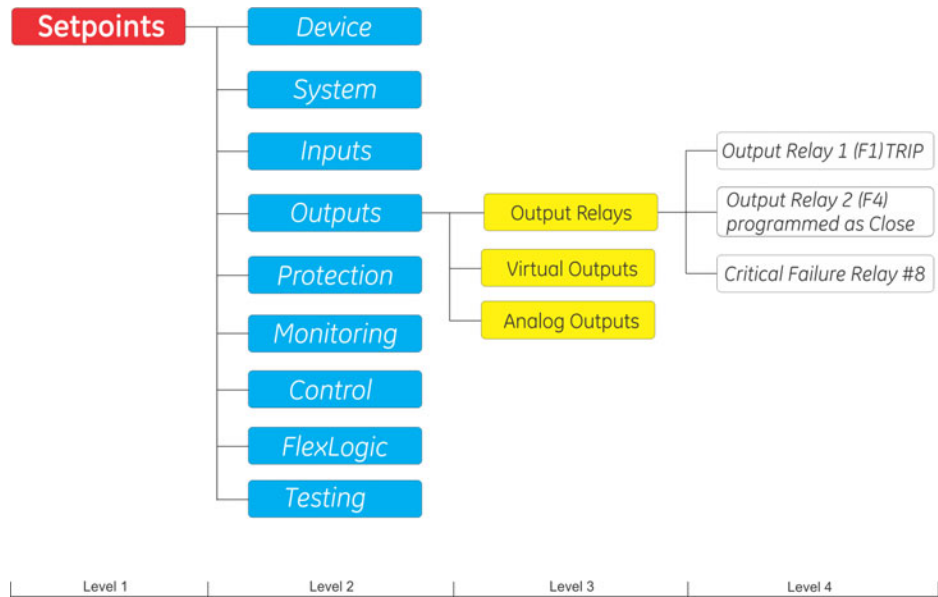 Setpoints
Device
System
Inputs
Outputs
Protection
Monitoring
Control
FlexLogic
Testing
Output Relays
Virtual Outputs
Analog Outputs
Output Relay 1 (F1) TRIP
Output Relay 2 (F4)
programmed as Close
Critical Failure Relay #8
Level 1
Level 2
Level 3
Level 4